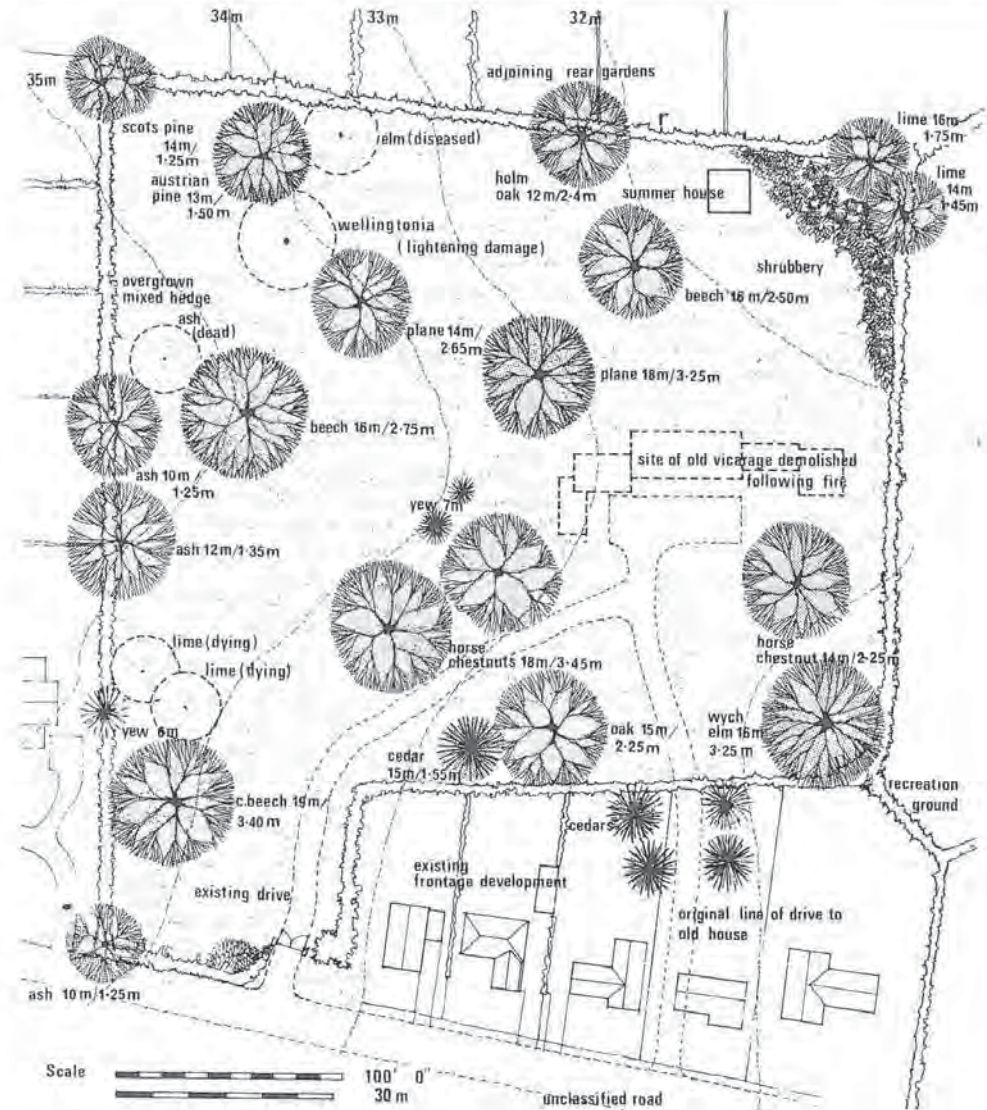 34m
33m
32m
35m
adjoining rear gardens
scots pine
14m/
1·25m
elm (diseased)
lime 16m
1·75m
lime
14m
1·45m
austrian
pine 13m
1·50m
holm
oak 12m/2·4m
summer house
wellingtonia
(lightening damage)
shrubbery
overgrown
mixed hedge
ash
(dead)
beech 16m/2·50m
plane 14m/
2·65m
plane 18m/3·25m
beech 16m/2·75m
ash 10m
1·25m
site of old vicarage demolished
following fire
yew 7m
ash 12m/1·35m
lime (dying)
lime (dying)
horse
chestnuts 18m/3·45m
horse
chestnut 14m/2·25m
yew 6m
cedar
15m/1·55m
oak 15m/
2·25m
wych
elm 16m
3·25m
c.beech 19m/
3·40m
recreation
ground
cedars
existing
frontage development
existing drive
original line of drive to
old house
ash 10m/1·25m
Scale
100' 0"
30 m
unclassified road